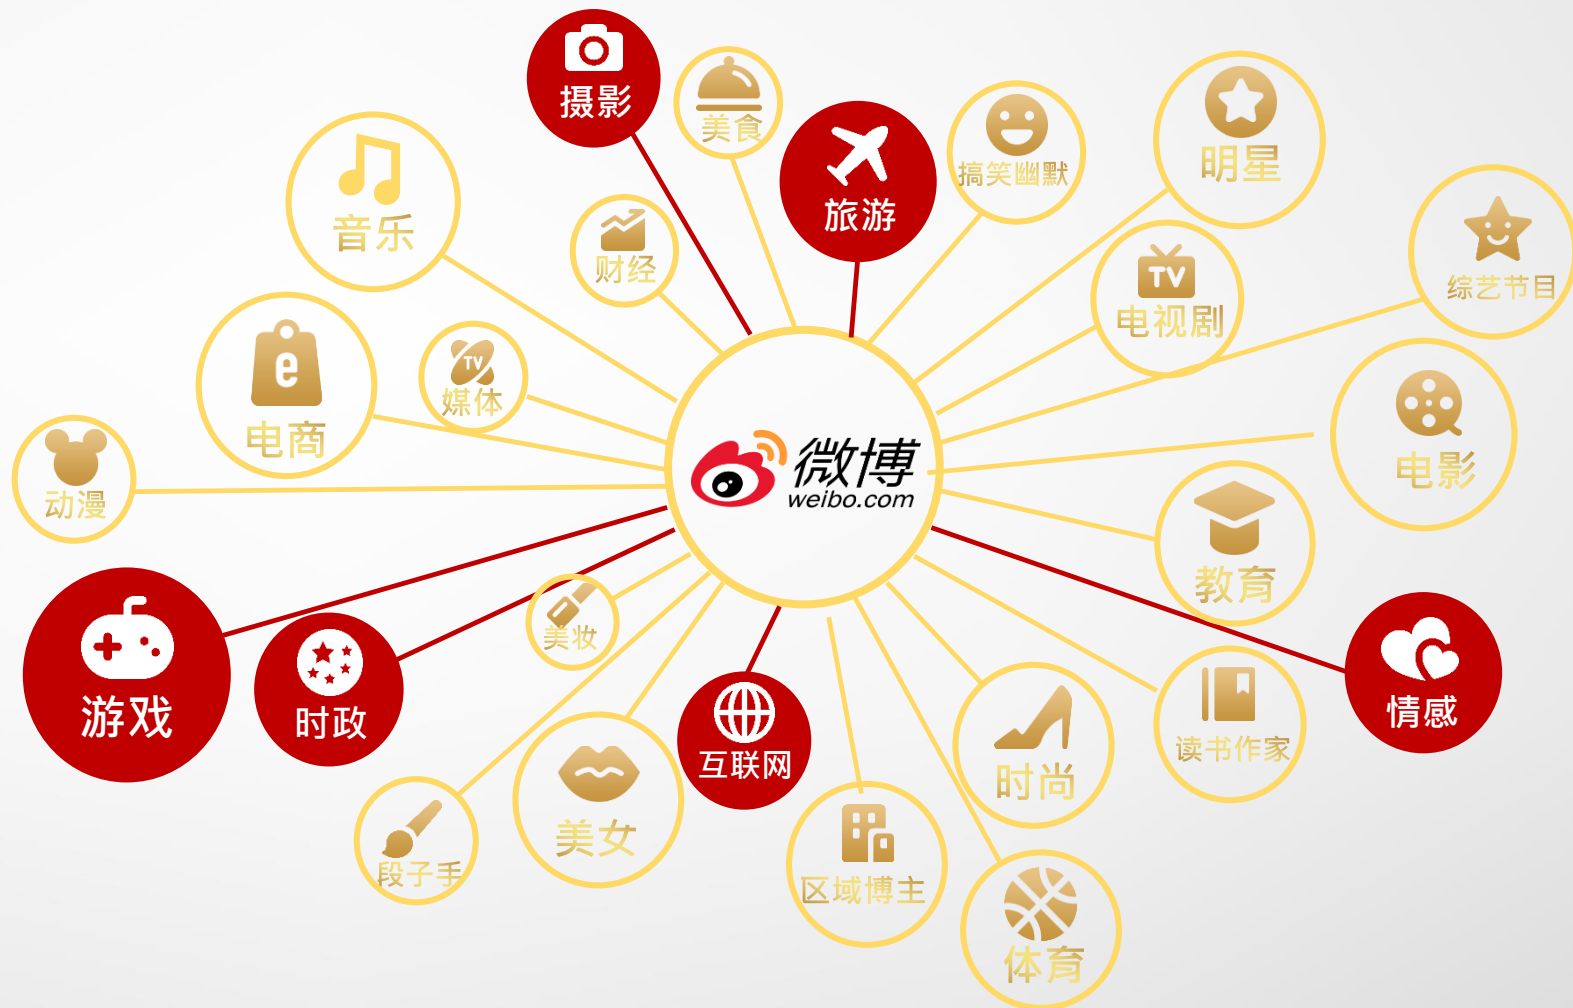 摄影
美食
旅游
搞笑幽默
明星
音乐
财经
TV
电视剧
综艺节目
e
电商
TV
媒体
动漫
微博
weibo.com
电影
教育
游戏
时政
美妆
互联网
情感
读书作家
时尚
美女
段子手
区域博主
体育